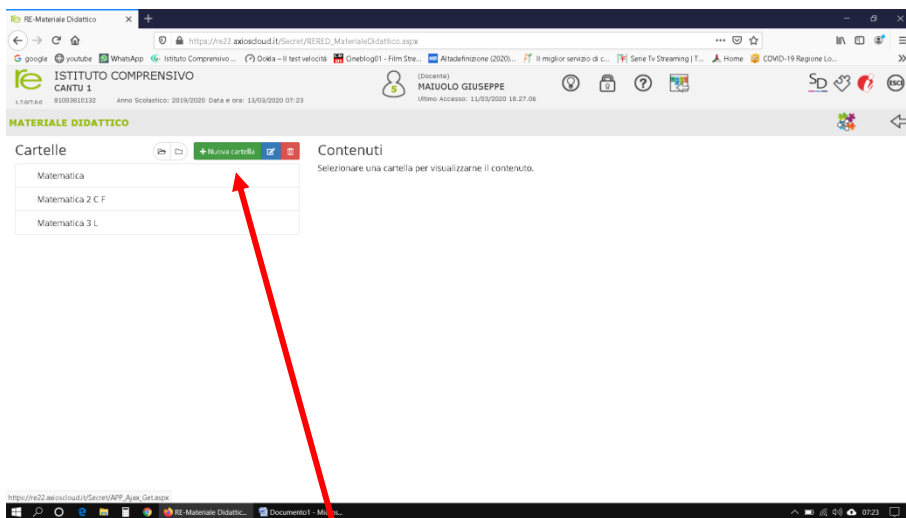 RE-Materiale Didattico
https://re22.axioscloud.it/Secret/RERED_MaterialeDidattico.aspx
google youtube WhatsApp Istituto Comprensivo ... Ookla – Il test velocità Cineblog01 - Film Stre... Altadefinizione (2020)... Il miglior servizio di c... Serie Tv Streaming | T... Home COVID-19 Regione Lo...
re ISTITUTO COMPRENSIVO
CANTU 1
81003810132 Anno Scolastico: 2019/2020 Data e ora: 13/03/2020 07:23
5
(Docente)
MAIUOLO GIUSEPPE
Ultimo Accesso: 11/03/2020 18.27.06
SD
ESCI
MATERIALE DIDATTICO
Cartelle
+ Nuova cartella
Contenuti
Selezionare una cartella per visualizzarne il contenuto.
Matematica
Matematica 2 C F
Matematica 3 L
https://re22.axioscloud.it/Secret/APP_Ajax_Get.aspx
RE-Materiale Didattic...
Documento1 - Micros...
07:23